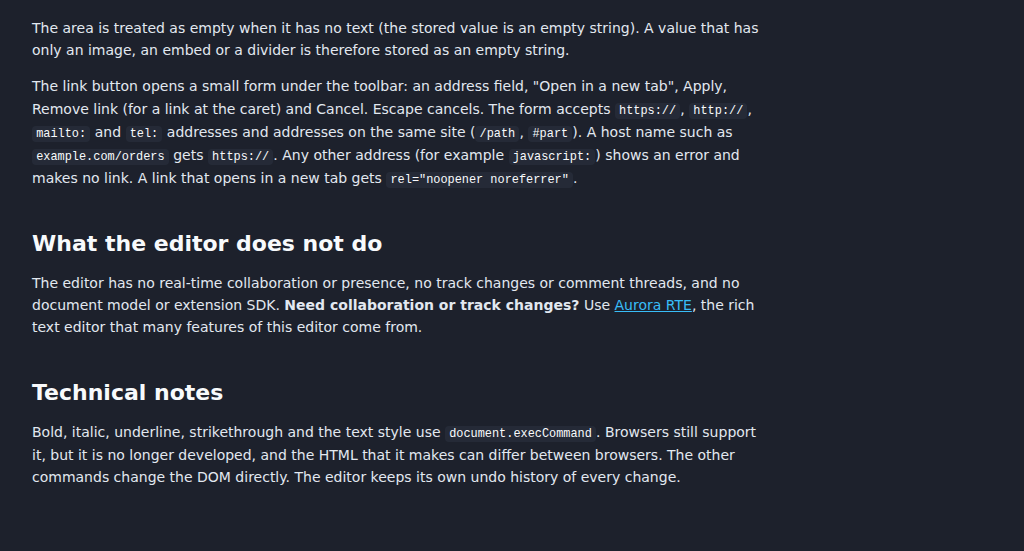 The area is treated as empty when it has no text (the stored value is an empty string). A value that has
only an image, an embed or a divider is therefore stored as an empty string.
The link button opens a small form under the toolbar: an address field, "Open in a new tab", Apply,
Remove link (for a link at the caret) and Cancel. Escape cancels. The form accepts https://, http://,
mailto: and tel: addresses and addresses on the same site (/path, #part). A host name such as
example.com/orders gets https://. Any other address (for example javascript:) shows an error and
makes no link. A link that opens in a new tab gets rel="noopener noreferrer".
What the editor does not do
The editor has no real-time collaboration or presence, no track changes or comment threads, and no
document model or extension SDK. Need collaboration or track changes? Use Aurora RTE, the rich
text editor that many features of this editor come from.
Technical notes
Bold, italic, underline, strikethrough and the text style use document.execCommand. Browsers still support
it, but it is no longer developed, and the HTML that it makes can differ between browsers. The other
commands change the DOM directly. The editor keeps its own undo history of every change.